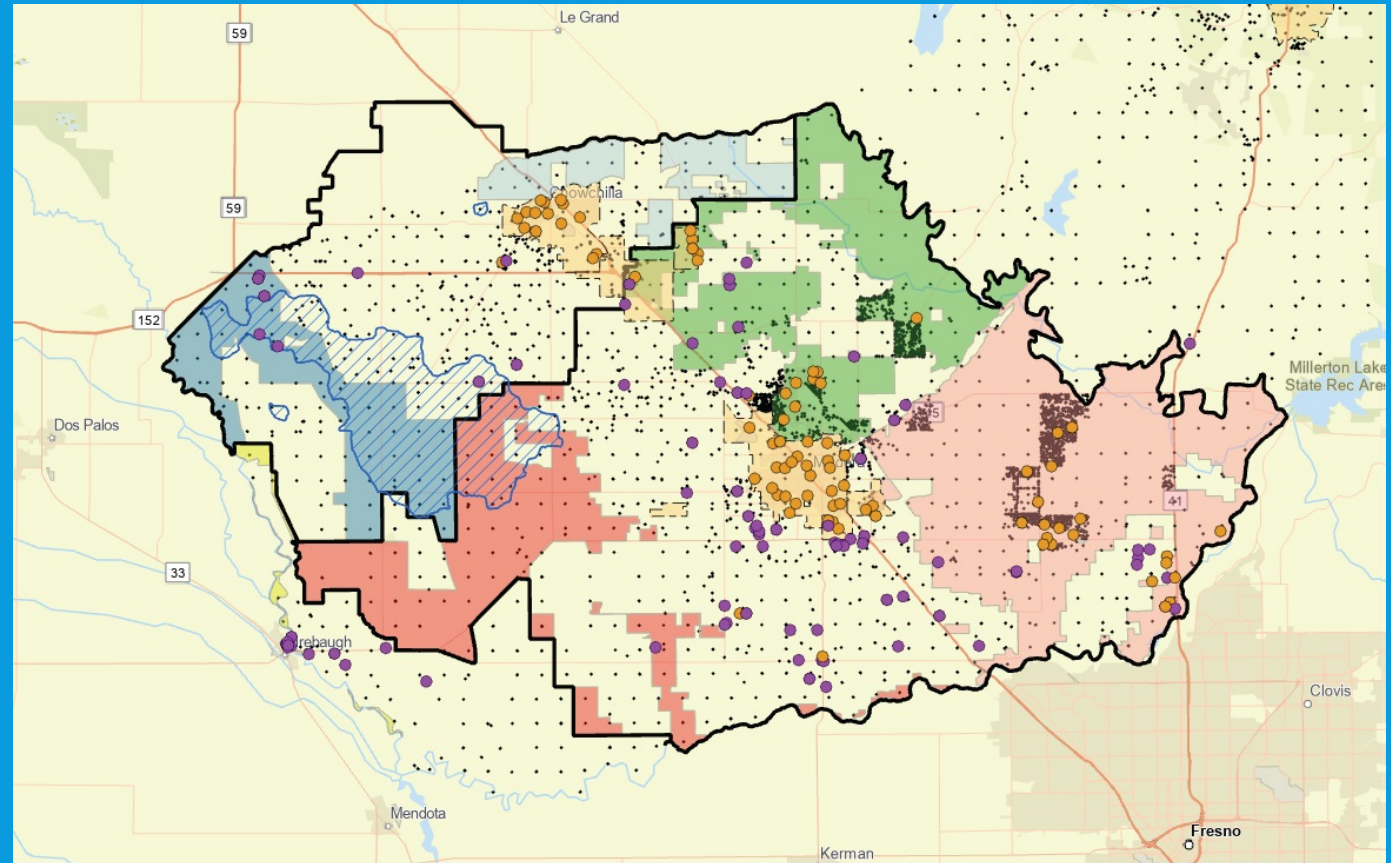 Le Grand
59
Chowchilla
59
152
Millerton Lake
State Rec Area
Dos Palos
Madera
41
33
Firebaugh
Clovis
Mendota
Fresno
Kerman